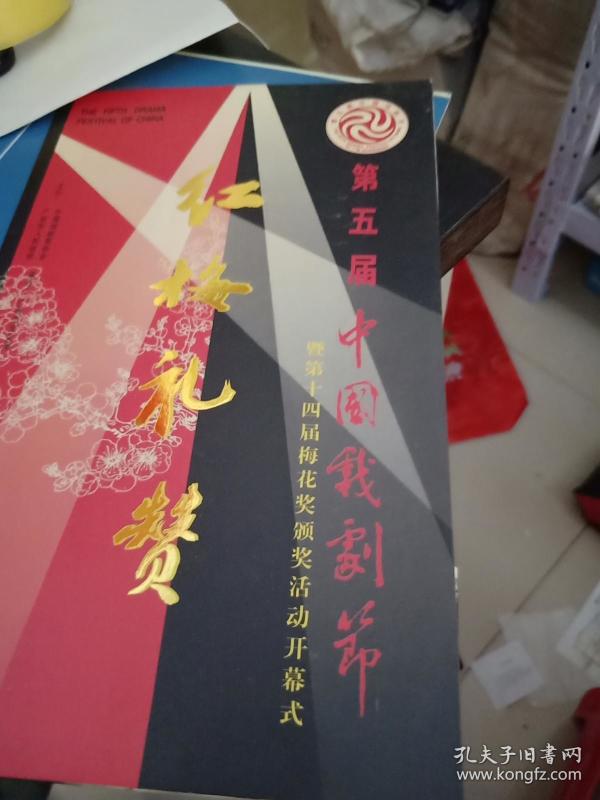 THE FIFTH DRAMA
FESTIVAL OF CHINA
第五届
中国戏剧节
暨第十四届梅花奖颁奖活动开幕式
红梅礼赞
孔夫子旧书网
www.kongfz.com